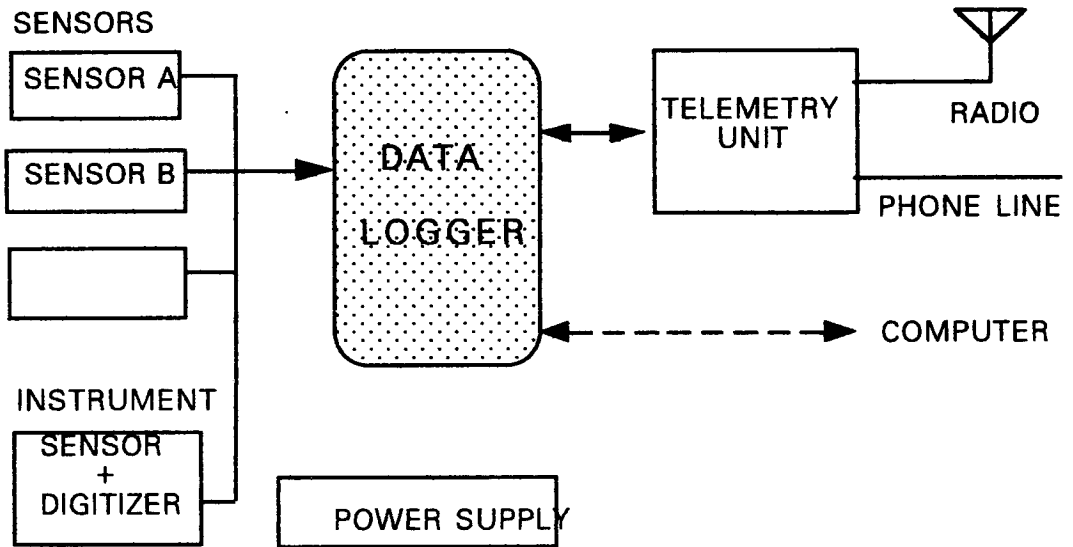 SENSORS
SENSOR A
SENSOR B
INSTRUMENT
SENSOR
+
DIGITIZER
DATA
LOGGER
POWER SUPPLY
TELEMETRY
UNIT
RADIO
PHONE LINE
COMPUTER